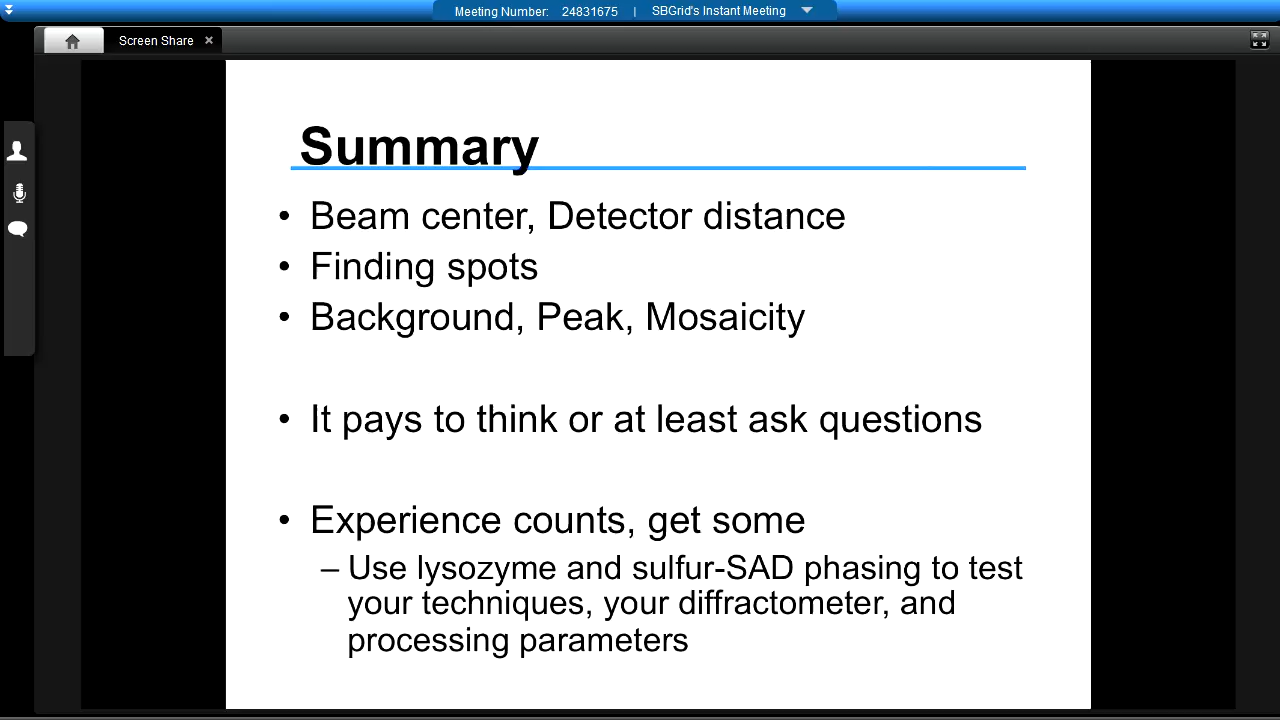 Meeting Number: 24831675 | SBGrid's Instant Meeting
Screen Share
Summary
• Beam center, Detector distance
• Finding spots
• Background, Peak, Mosaicity
• It pays to think or at least ask questions
• Experience counts, get some
– Use lysozyme and sulfur-SAD phasing to test
your techniques, your diffractometer, and
processing parameters